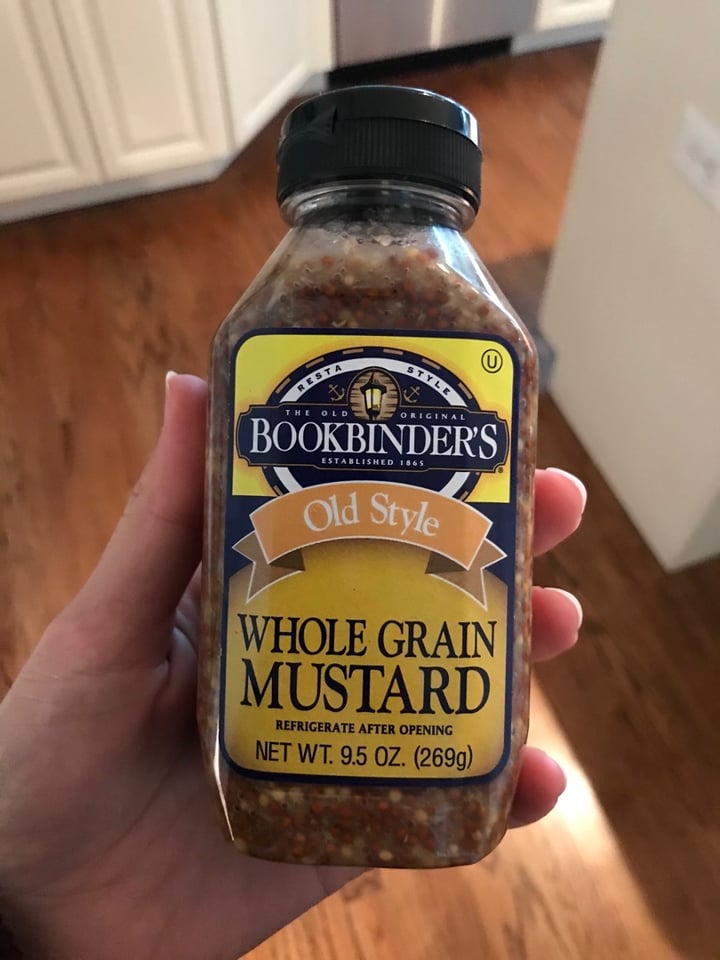 U
RESTA STYLE
THE OLD ORIGINAL
BOOKBINDER'S
ESTABLISHED 1865
®
Old Style
WHOLE GRAIN
MUSTARD
REFRIGERATE AFTER OPENING
NET WT. 9.5 OZ. (269g)